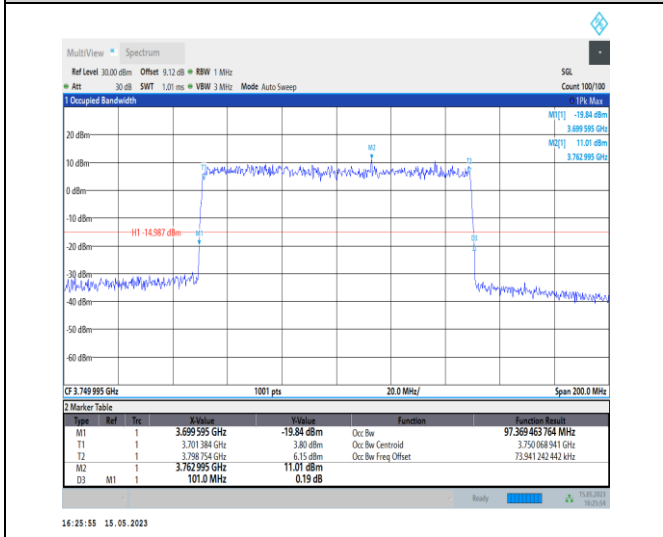 MultiView Spectrum
Ref Level 30.00 dBm Offset 9.12 dB RBW 1 MHz SGL
Att 30 dB SWT 1.01 ms VBW 3 MHz Mode Auto Sweep Count 100/100
1 Occupied Bandwidth 1Pk Max
M1[1] -19.84 dBm
3.699 595 GHz
M2[1] 11.01 dBm
3.762 995 GHz
20 dBm
M2
10 dBm
T1
T2
0 dBm
-10 dBm
H1 -14.987 dBm
M1
D3
-20 dBm
-30 dBm
-40 dBm
-50 dBm
-60 dBm
CF 3.749 995 GHz 1001 pts 20.0 MHz/ Span 200.0 MHz
2 Marker Table
Type Ref Trc X-Value Y-Value Function Function Result
M1 1 3.699 595 GHz -19.84 dBm Occ Bw 97.369 463 764 MHz
T1 1 3.701 384 GHz 3.80 dBm Occ Bw Centroid 3.750 068 941 GHz
T2 1 3.798 754 GHz 6.15 dBm Occ Bw Freq Offset 73.941 242 442 kHz
M2 1 3.762 995 GHz 11.01 dBm
D3 M1 1 101.0 MHz 0.19 dB
Ready 15.05.2023
16:25:54
16:25:55 15.05.2023